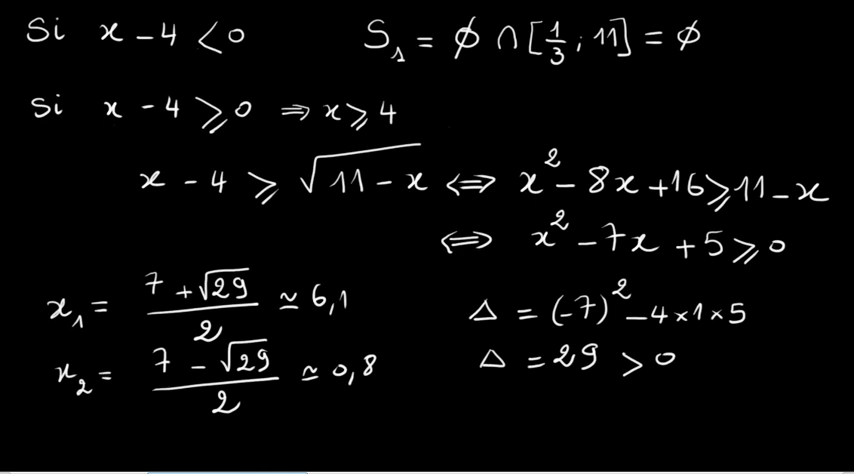 Si x - 4 < 0 S₁ = ∅ ∩ [1/3 ; 11] = ∅
Si x - 4 ⩾ 0 ⇒ x ⩾ 4
x - 4 ⩾ √(11 - x) ⇔ x² - 8x + 16 ⩾ 11 - x
⇔ x² - 7x + 5 ⩾ 0
x₁ = (7 + √29)/2 ≃ 6,1 Δ = (-7)² - 4 × 1 × 5
x₂ = (7 - √29)/2 ≃ 0,8 Δ = 29 > 0